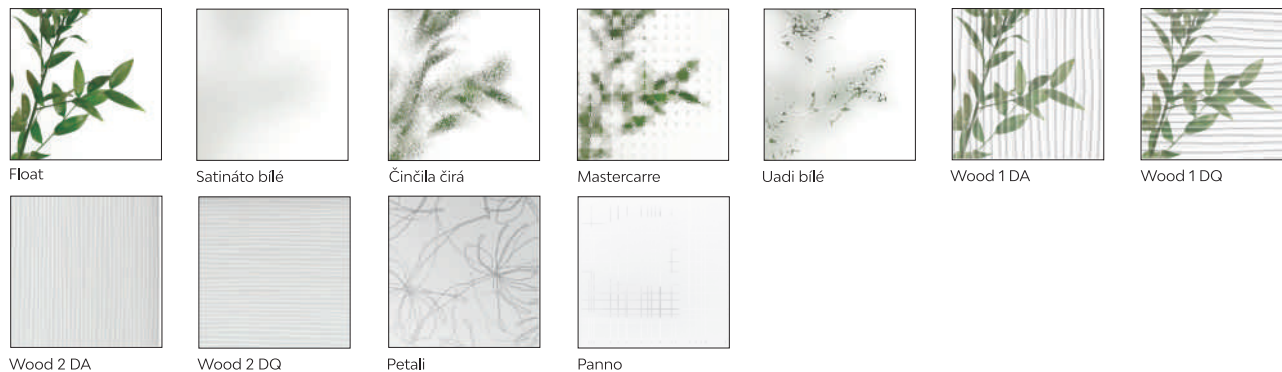 Float
Satináto bílé
Činčila čirá
Mastercarre
Uadi bílé
Wood 1 DA
Wood 1 DQ
Wood 2 DA
Wood 2 DQ
Petali
Panno